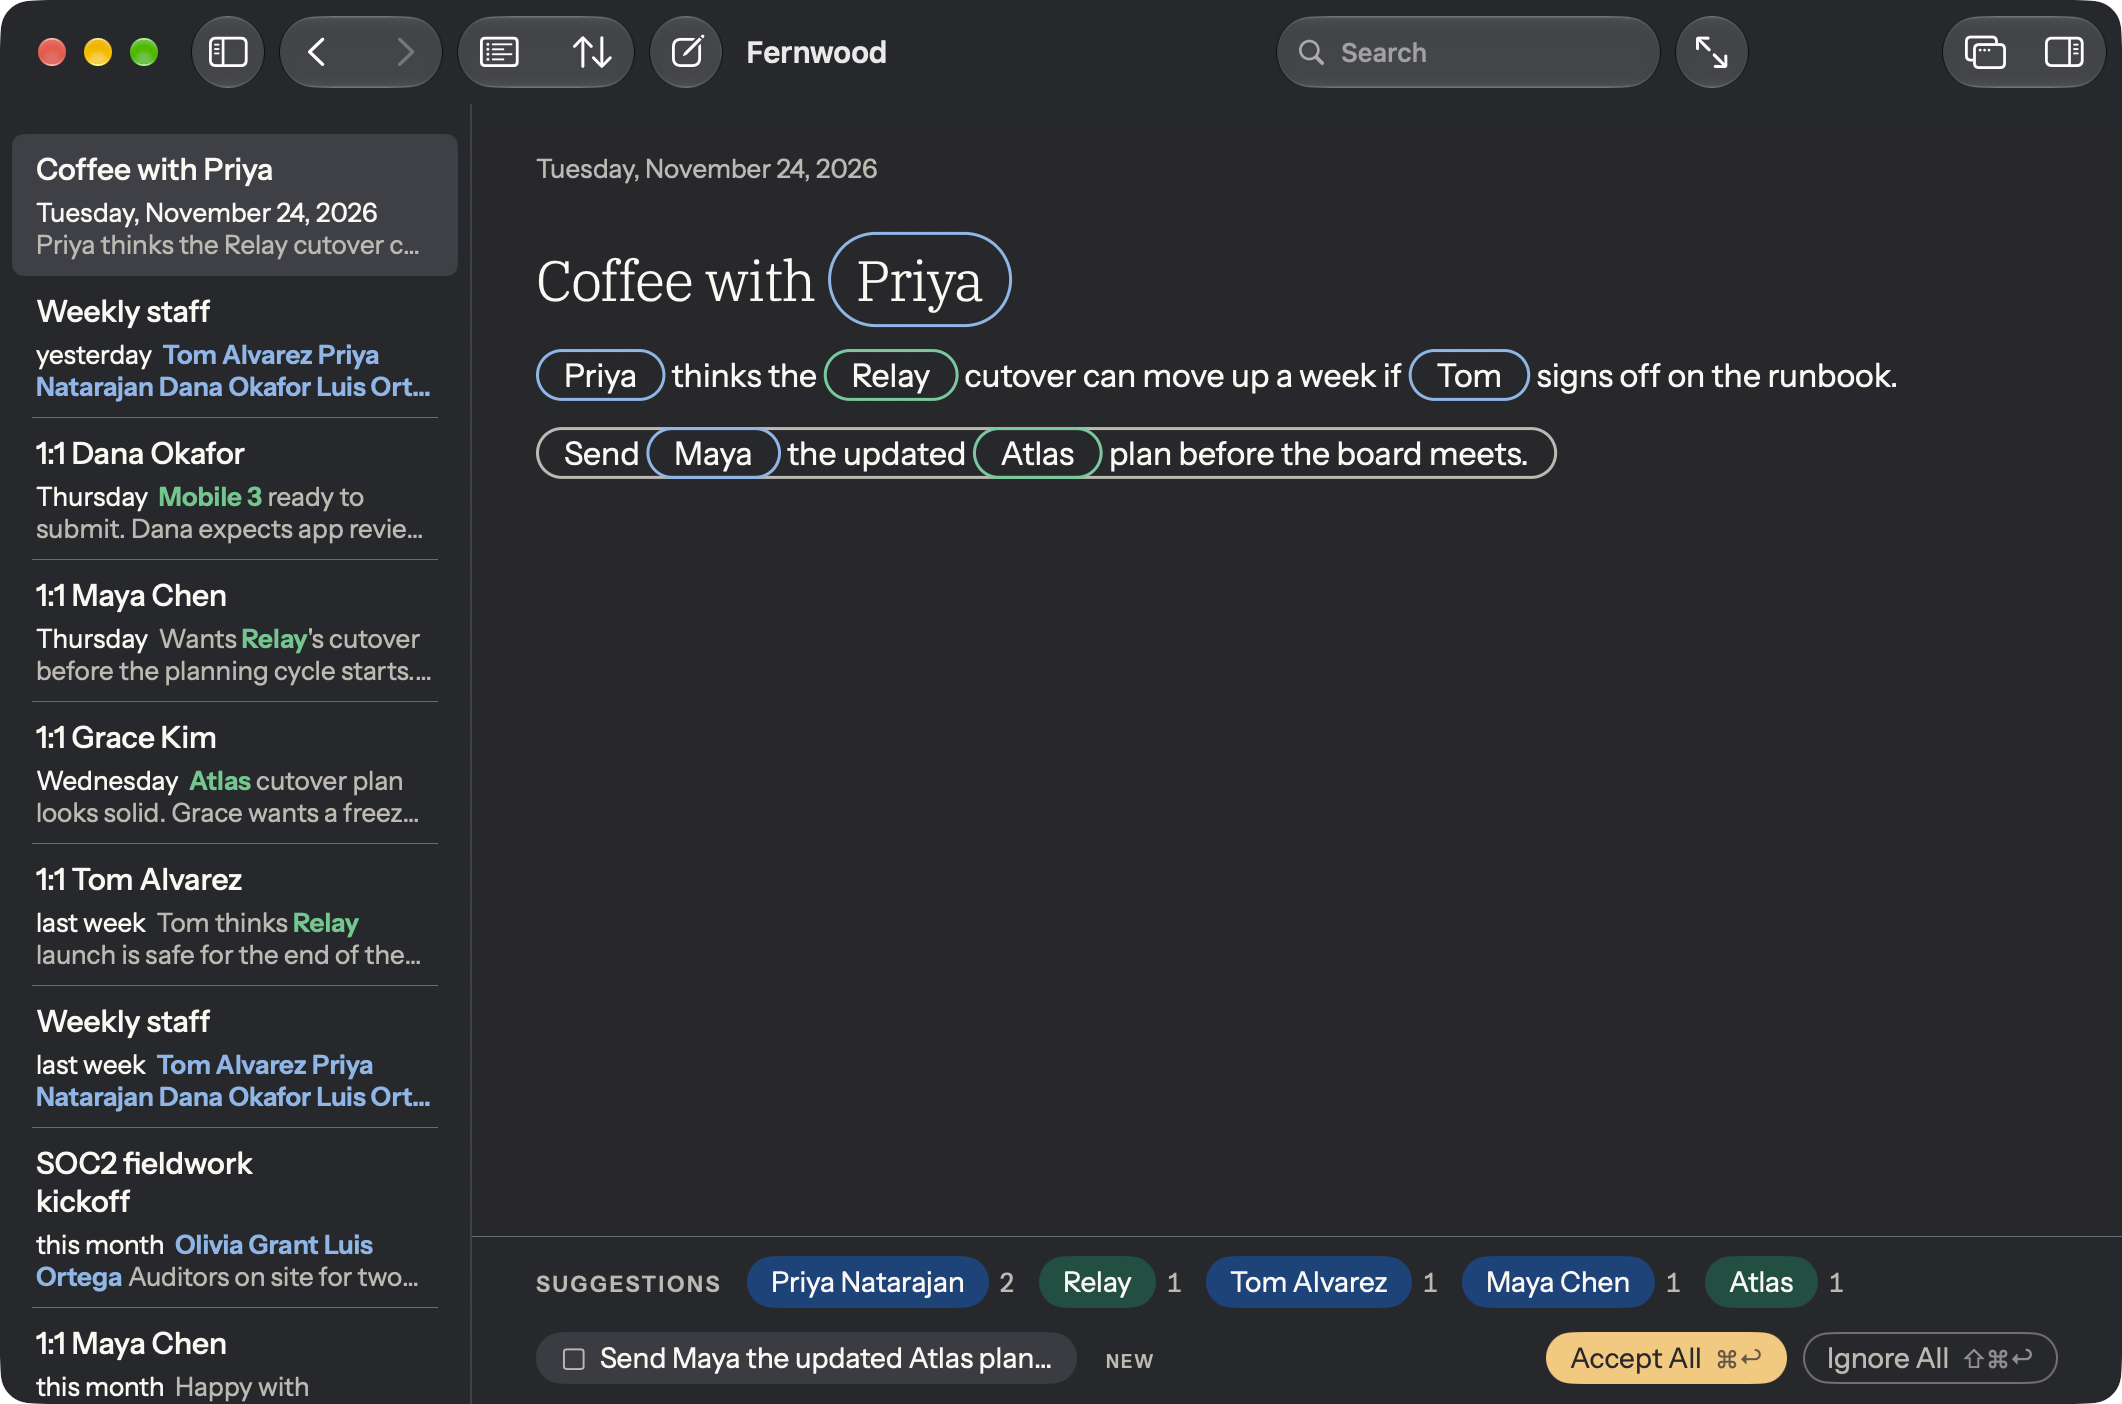 Fernwood
Search
Coffee with Priya
Tuesday, November 24, 2026
Priya thinks the Relay cutover c...
Weekly staff
yesterday Tom Alvarez Priya
Natarajan Dana Okafor Luis Ort...
1:1 Dana Okafor
Thursday Mobile 3 ready to
submit. Dana expects app revie...
1:1 Maya Chen
Thursday Wants Relay's cutover
before the planning cycle starts....
1:1 Grace Kim
Wednesday Atlas cutover plan
looks solid. Grace wants a freez...
1:1 Tom Alvarez
last week Tom thinks Relay
launch is safe for the end of the...
Weekly staff
last week Tom Alvarez Priya
Natarajan Dana Okafor Luis Ort...
SOC2 fieldwork
kickoff
this month Olivia Grant Luis
Ortega Auditors on site for two...
1:1 Maya Chen
this month Happy with
Tuesday, November 24, 2026
Coffee with Priya
Priya thinks the Relay cutover can move up a week if Tom signs off on the runbook.
Send Maya the updated Atlas plan before the board meets.
SUGGESTIONS Priya Natarajan 2 Relay 1 Tom Alvarez 1 Maya Chen 1 Atlas 1
Send Maya the updated Atlas plan... NEW
Accept All ⌘↩ Ignore All ⇧⌘↩